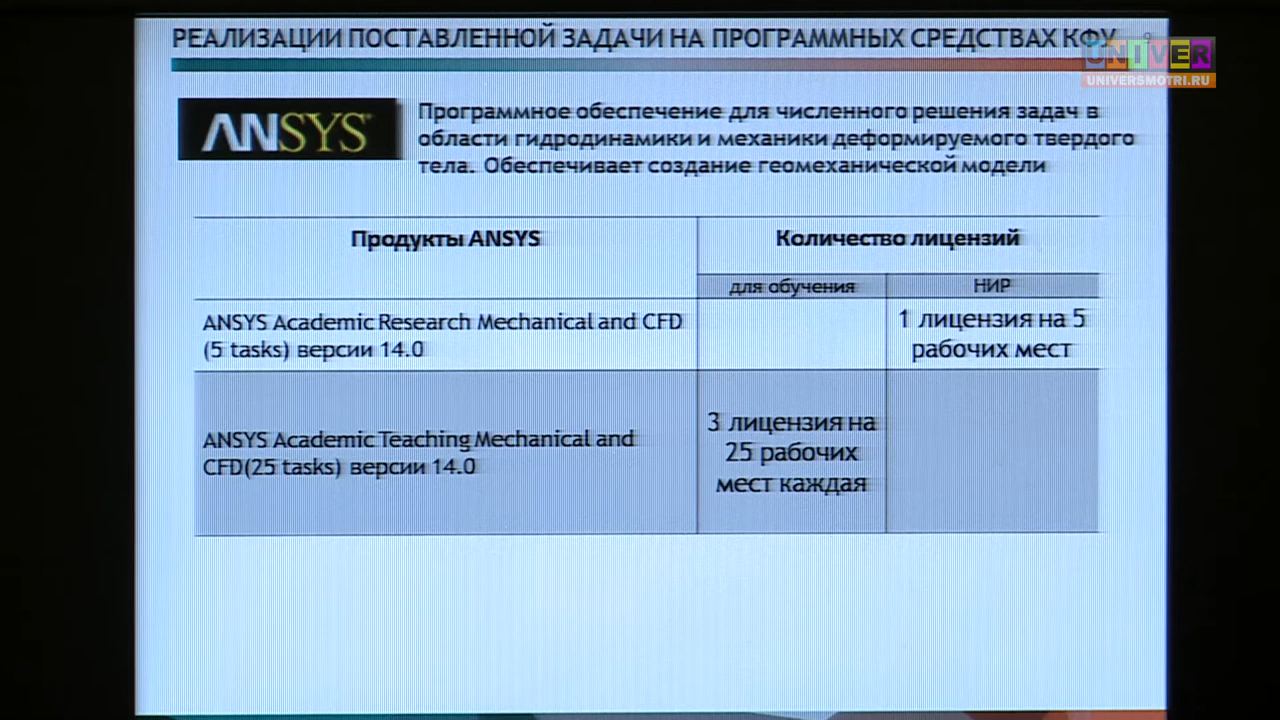 РЕАЛИЗАЦИИ ПОСТАВЛЕННОЙ ЗАДАЧИ НА ПРОГРАММНЫХ СРЕДСТВАХ КФУ
UNIVER
UNIVERSMOTRI.RU
ANSYS
Программное обеспечение для численного решения задач в
области гидродинамики и механики деформируемого твердого
тела. Обеспечивает создание геомеханической модели
Продукты ANSYS
Количество лицензий
для обучения
НИР
ANSYS Academic Research Mechanical and CFD
(5 tasks) версии 14.0
1 лицензия на 5
рабочих мест
ANSYS Academic Teaching Mechanical and
CFD(25 tasks) версии 14.0
3 лицензия на
25 рабочих
мест каждая